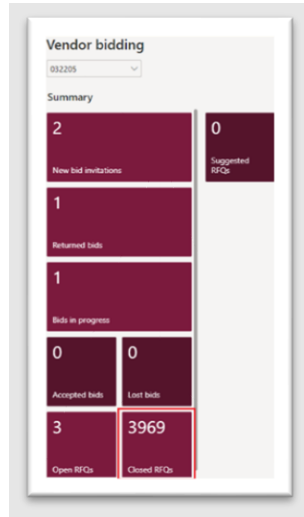 Vendor bidding
032205
Summary
2
New bid invitations
0
Suggested
RFQs
1
Returned bids
1
Bids in progress
0
Accepted bids
0
Lost bids
3
Open RFQs
3969
Closed RFQs